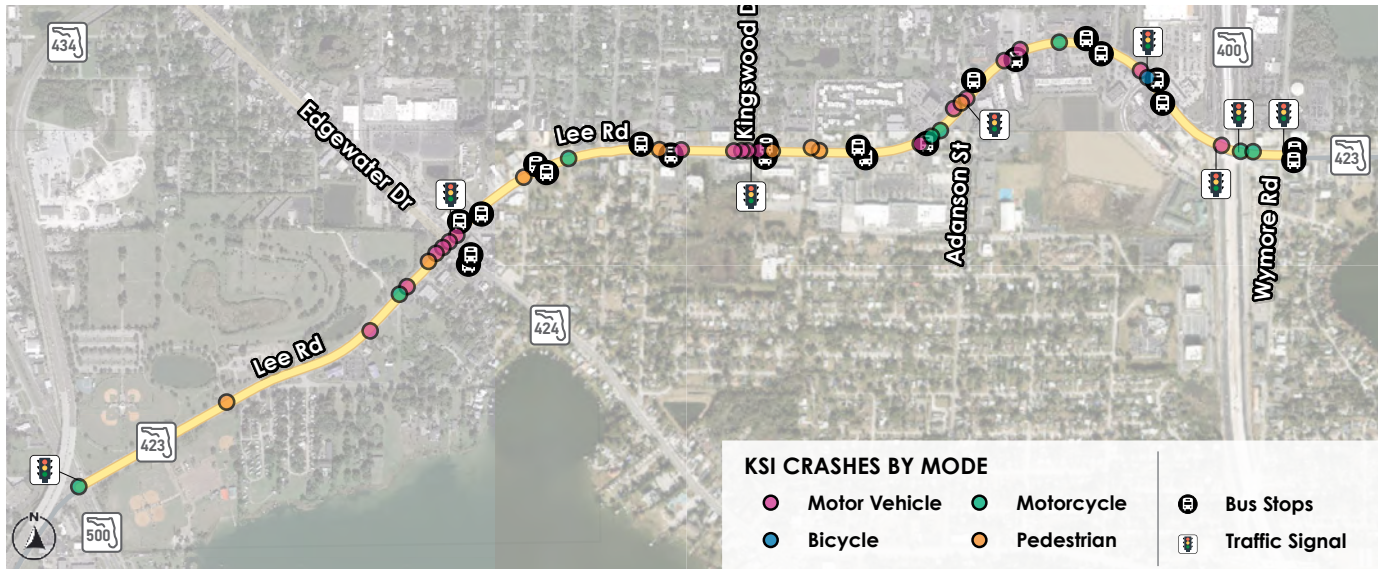 434
400
Kingswood D
Edgewater Dr
Lee Rd
423
Adanson St
Wymore Rd
424
Lee Rd
423
500
N
KSI CRASHES BY MODE
Motor Vehicle
Motorcycle
Bus Stops
Bicycle
Pedestrian
Traffic Signal